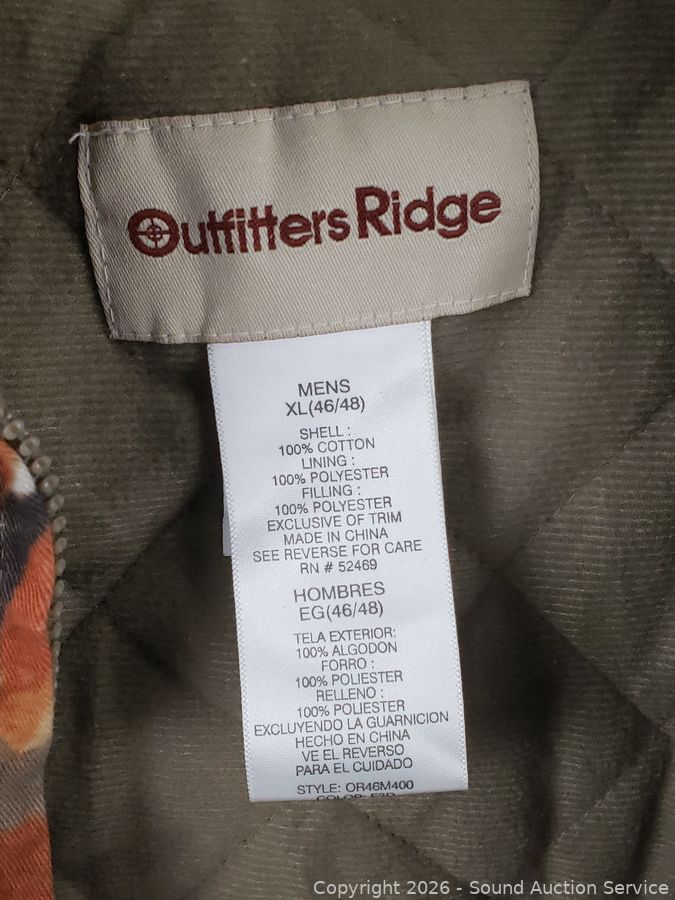 Outfitters Ridge
MENS
XL(46/48)
SHELL :
100% COTTON
LINING :
100% POLYESTER
FILLING :
100% POLYESTER
EXCLUSIVE OF TRIM
MADE IN CHINA
SEE REVERSE FOR CARE
RN # 52469
HOMBRES
EG(46/48)
TELA EXTERIOR:
100% ALGODON
FORRO :
100% POLIESTER
RELLENO :
100% POLIESTER
EXCLUYENDO LA GUARNICION
HECHO EN CHINA
VE EL REVERSO
PARA EL CUIDADO
STYLE: OR46M400
COLOR:
Copyright 2026 - Sound Auction Service